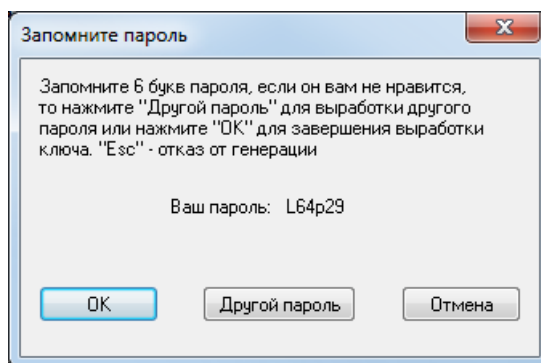 Запомните пароль
Запомните 6 букв пароля, если он вам не нравится,
то нажмите "Другой пароль" для выработки другого
пароля или нажмите "OK" для завершения выработки
ключа. "Esc" - отказ от генерации
Ваш пароль: L64p29
OK Другой пароль Отмена